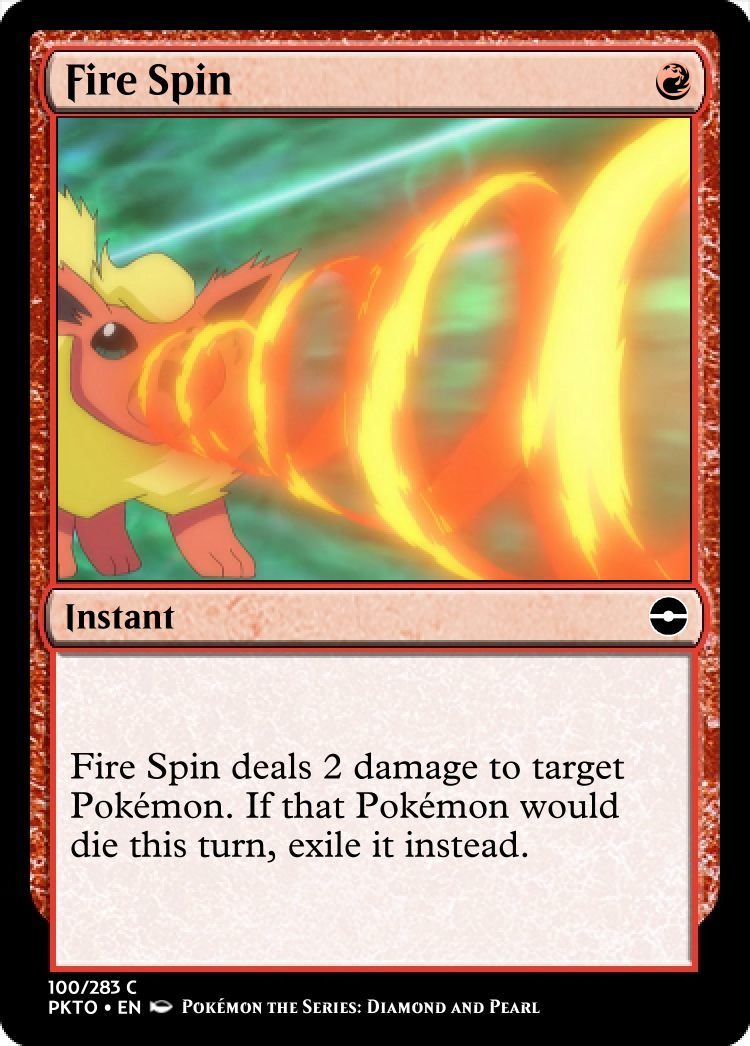 Fire Spin
Instant
Fire Spin deals 2 damage to target
Pokémon. If that Pokémon would
die this turn, exile it instead.
100/283 C
PKTO • EN Pokémon the Series: Diamond and Pearl